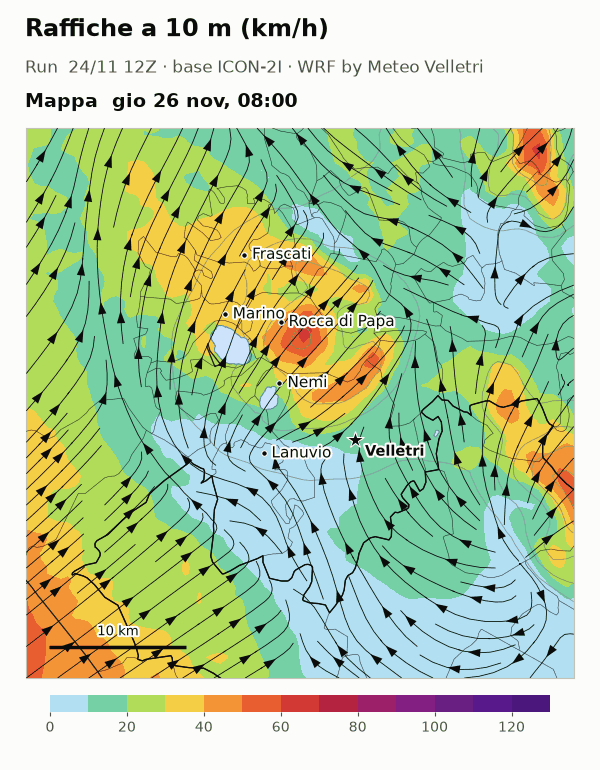 Raffiche a 10 m (km/h)
Run  24/11 12Z · base ICON-2I · WRF by Meteo Velletri
Mappa  gio 26 nov, 08:00
Frascati
Marino
Rocca di Papa
Nemi
Velletri
Lanuvio
10 km
0 20 40 60 80 100 120